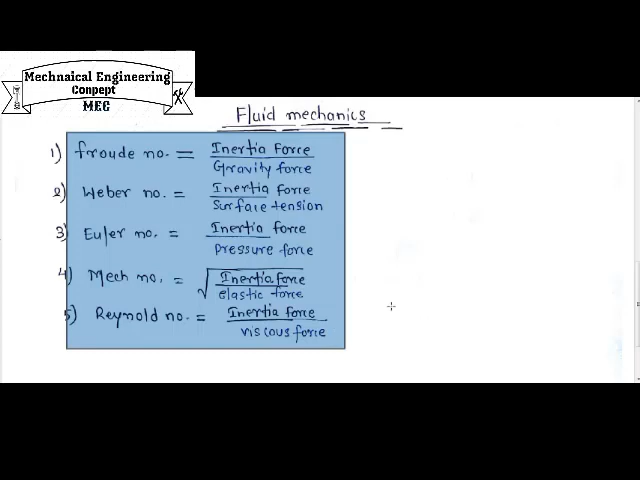 Mechnaical Engineering
Conpept
MEC
Fluid mechanics
1) Froude no. = Inertia Force
Gravity force
2) Weber no. = Inertia force
Surface tension
3) Euler no. = Inertia force
Pressure force
4) Mech no. = √ Inertia force
elastic force
5) Reynold no. = Inertia force
viscous force